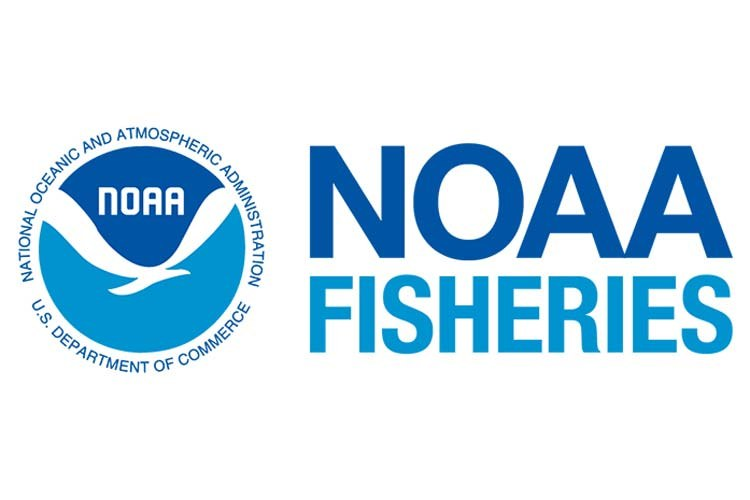 NATIONAL OCEANIC AND ATMOSPHERIC ADMINISTRATION
U.S. DEPARTMENT OF COMMERCE
NOAA
NOAA
FISHERIES